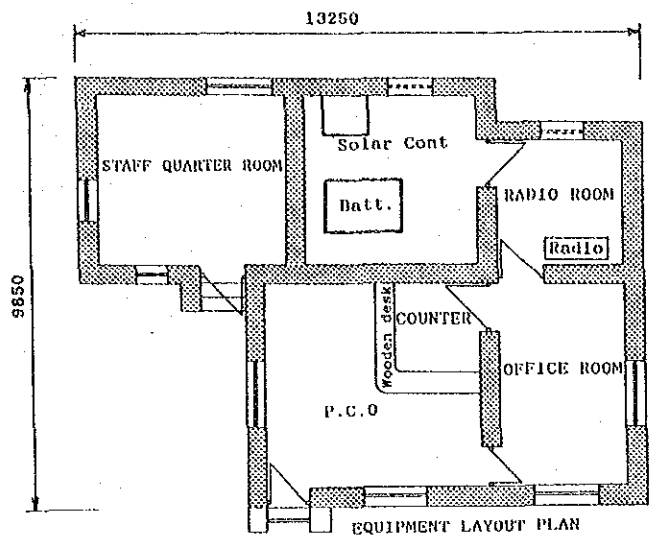 13250
Solar Cont
STAFF QUARTER ROOM
RADIO ROOM
Batt.
Radio
9850
Wooden desk
COUNTER
OFFICE ROOM
P.C.O
EQUIPMENT LAYOUT PLAN